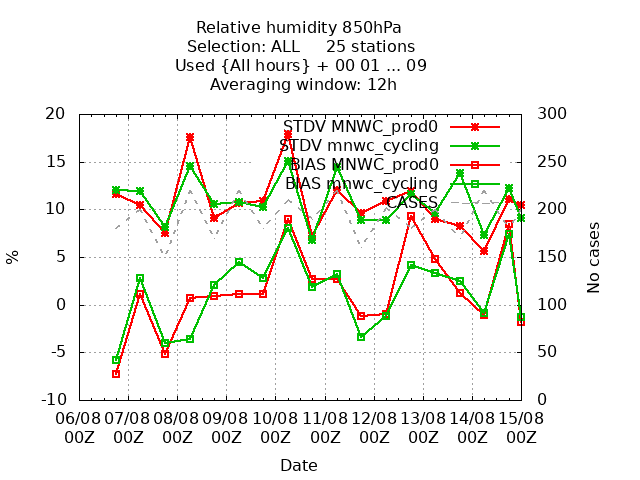 Relative humidity 850hPa
Selection: ALL     25 stations
Used {All hours} + 00 01 ... 09
Averaging window: 12h
20 300
STDV MNWC_prod0
STDV mnwc_cycling
15 250
BIAS MNWC_prod0
BIAS mnwc_cycling
CASES
10 200
5 150
% No cases
0 100
-5 50
-10 0
06/08 07/08 08/08 09/08 10/08 11/08 12/08 13/08 14/08 15/08
00Z 00Z 00Z 00Z 00Z 00Z 00Z 00Z 00Z 00Z
Date